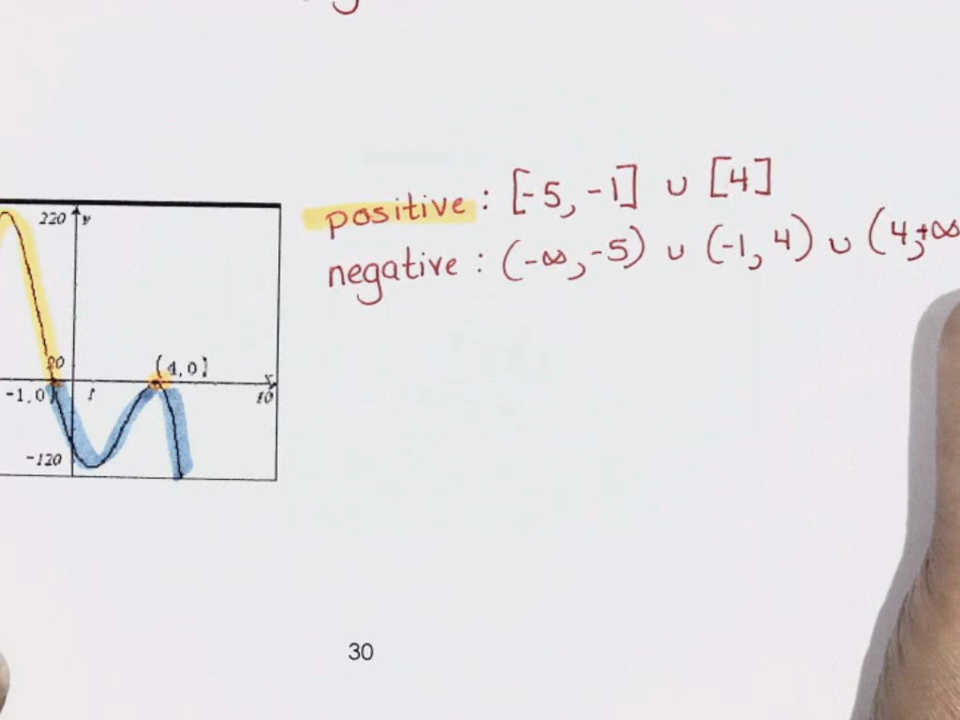 positive : [-5, -1] ∪ [4]
negative : (-∞, -5) ∪ (-1, 4) ∪ (4, +∞
220 y
(4,0)
-1,0) 1 x
10
-120
30